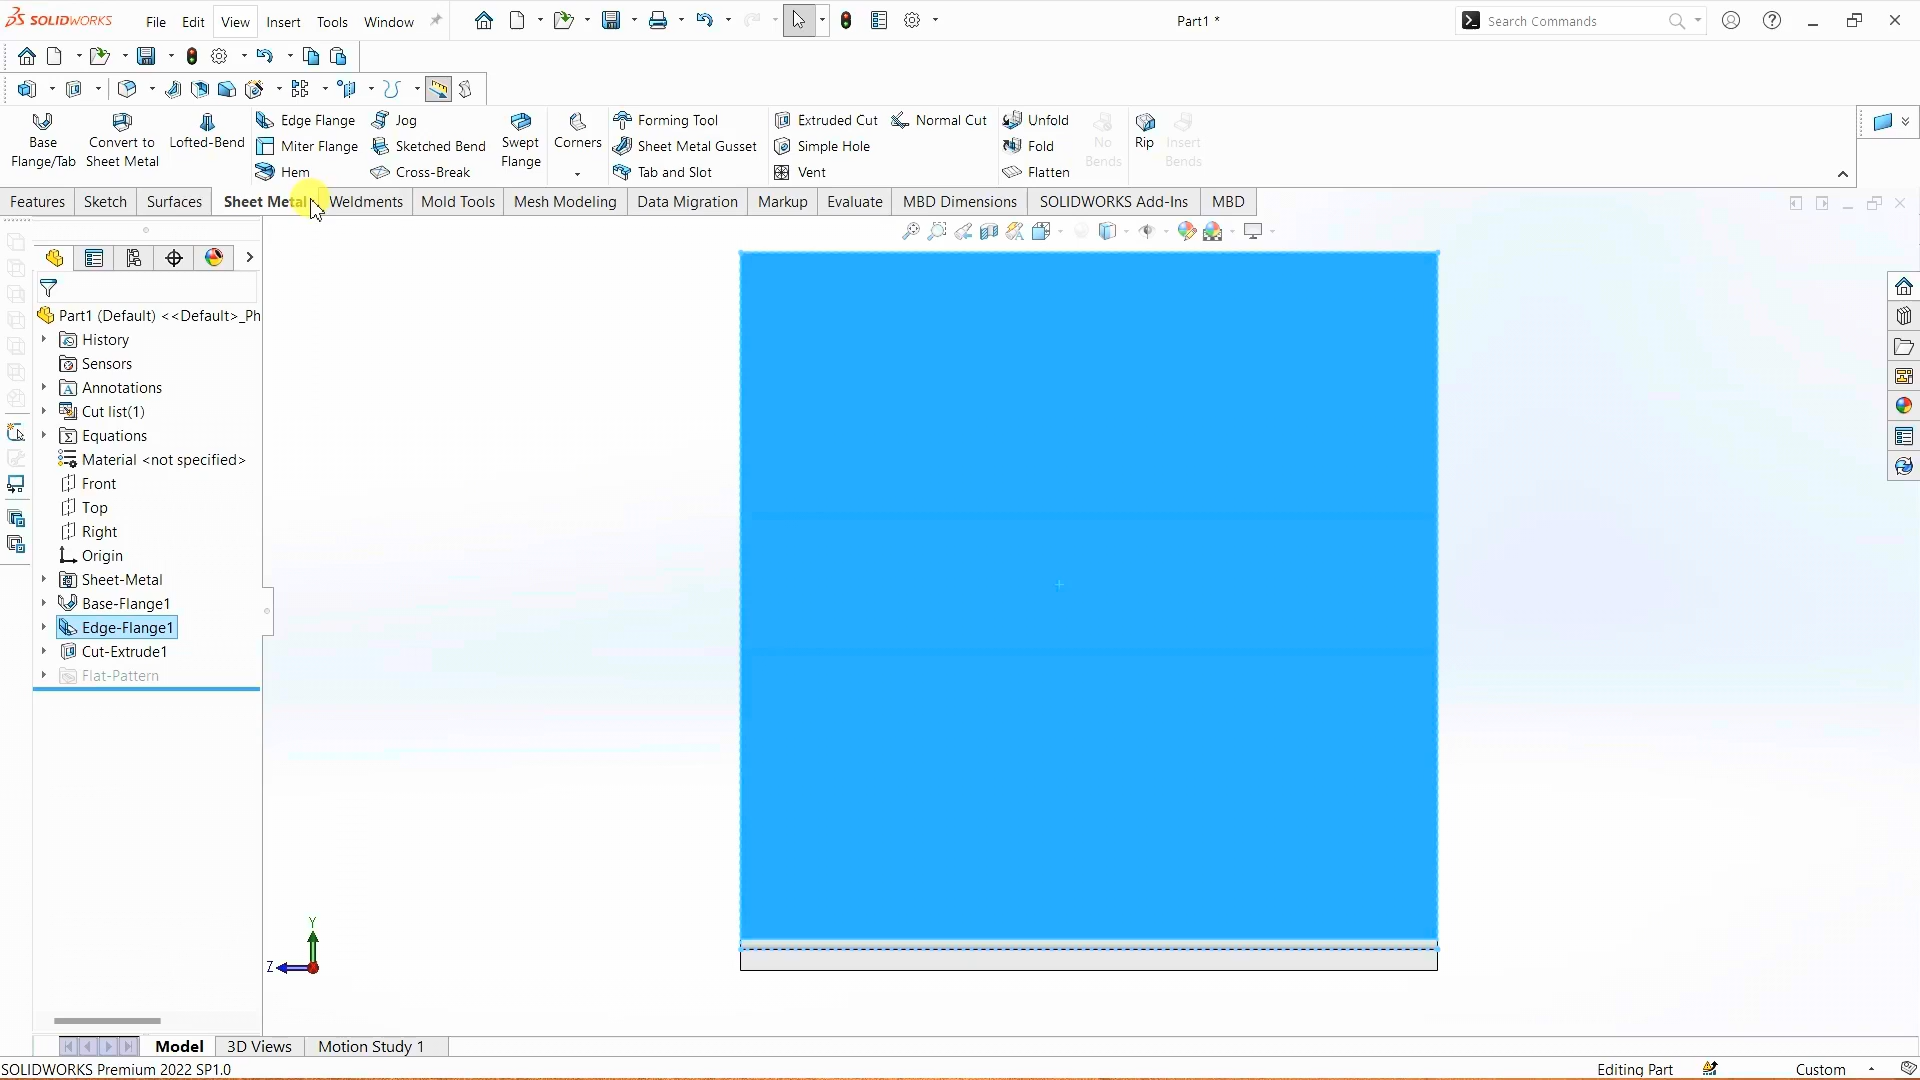 SOLIDWORKS File Edit View Insert Tools Window Part1 * Search Commands
Base Flange/Tab
Convert to Sheet Metal
Lofted-Bend
Edge Flange
Miter Flange
Hem
Jog
Sketched Bend
Cross-Break
Swept Flange
Corners
Forming Tool
Sheet Metal Gusset
Tab and Slot
Extruded Cut
Simple Hole
Vent
Normal Cut
Unfold
Fold
Flatten
No Bends
Rip
Insert Bends
Features Sketch Surfaces Sheet Metal Weldments Mold Tools Mesh Modeling Data Migration Markup Evaluate MBD Dimensions SOLIDWORKS Add-Ins MBD
Part1 (Default) <<Default>_Ph
History
Sensors
Annotations
Cut list(1)
Equations
Material <not specified>
Front
Top
Right
Origin
Sheet-Metal
Base-Flange1
Edge-Flange1
Cut-Extrude1
Flat-Pattern
Y
Z
Model 3D Views Motion Study 1
SOLIDWORKS Premium 2022 SP1.0 Editing Part Custom